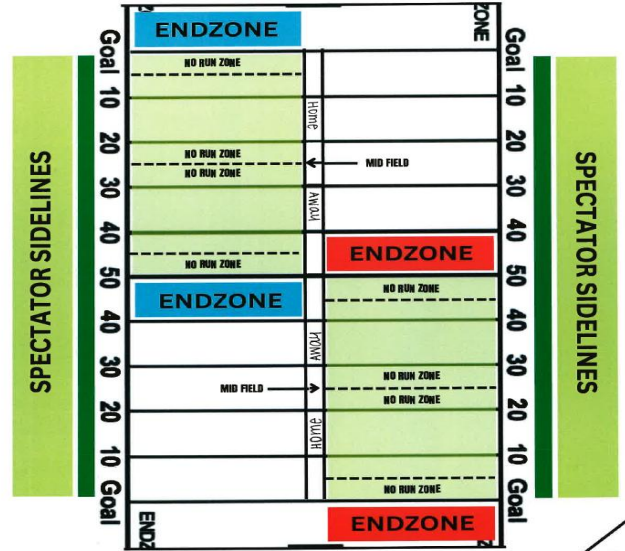 ENDZONE
ZONE
Goal
Goal
NO RUN ZONE
10
10
Home
20
20
NO RUN ZONE
MID FIELD
NO RUN ZONE
30
30
Away
40
40
ENDZONE
NO RUN ZONE
50
50
NO RUN ZONE
ENDZONE
40
40
Away
30
30
NO RUN ZONE
MID FIELD
NO RUN ZONE
20
20
Home
10
10
NO RUN ZONE
Goal
Goal
ENDZ
ENDZONE
SPECTATOR SIDELINES
SPECTATOR SIDELINES